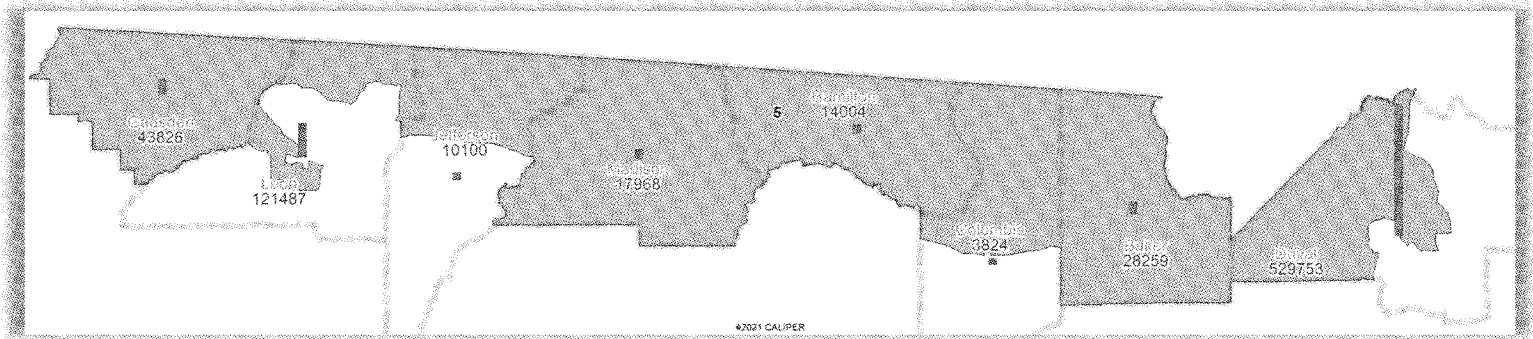 Gadsden
43826
Leon
121487
Jefferson
10100
Madison
17968
5
Hamilton
14004
Columbia
3824
Baker
28259
Duval
529753
©2021 CALIPER